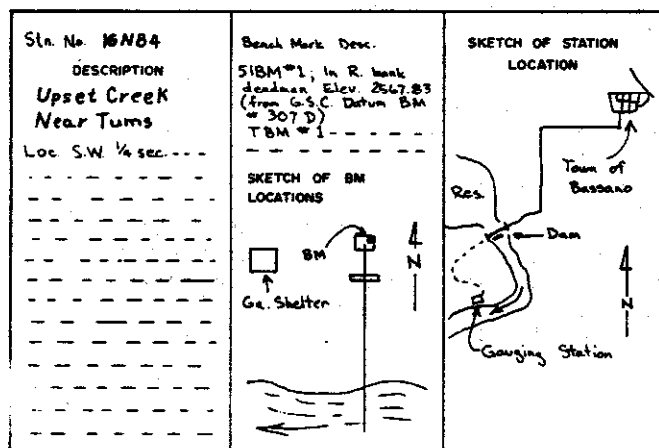 Stn. No. 16N84
DESCRIPTION
Upset Creek
Near Tums
Loc. S.W. 1/4 sec.
Bench Mark Desc.
51BM #1; In R. bank
deadman Elev. 2567.83
(from G.S.C. Datum BM
# 307 D)
TBM # 1
SKETCH OF BM
LOCATIONS
BM
N
Ga. Shelter
SKETCH OF STATION
LOCATION
Town of
Bassano
Res.
Dam
N
Gauging Station